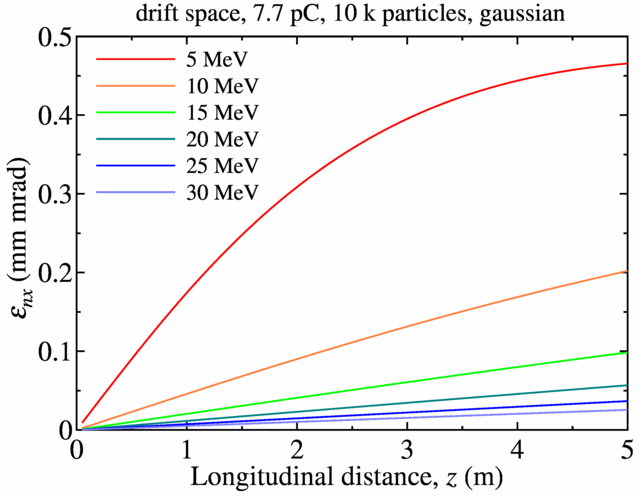 drift space, 7.7 pC, 10 k particles, gaussian
0.5
0.4
0.3
0.2
0.1
0
5 MeV
10 MeV
15 MeV
20 MeV
25 MeV
30 MeV
εnx (mm mrad)
0 1 2 3 4 5
Longitudinal distance, z (m)